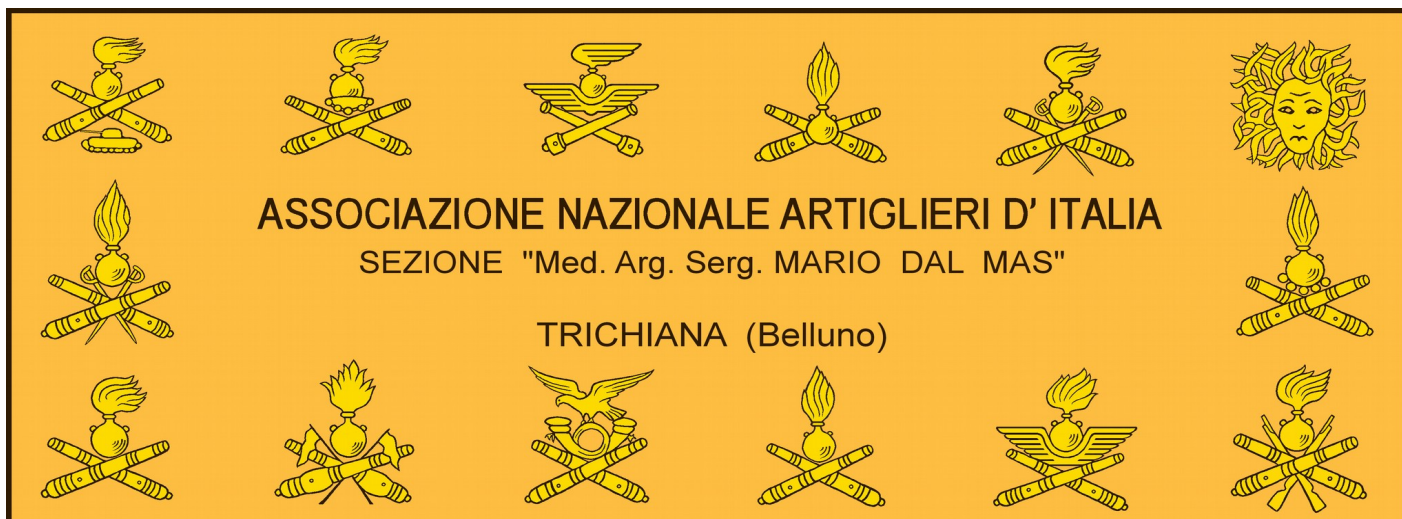 ASSOCIAZIONE NAZIONALE ARTIGLIERI D' ITALIA
SEZIONE "Med. Arg. Serg. MARIO DAL MAS"
TRICHIANA (Belluno)